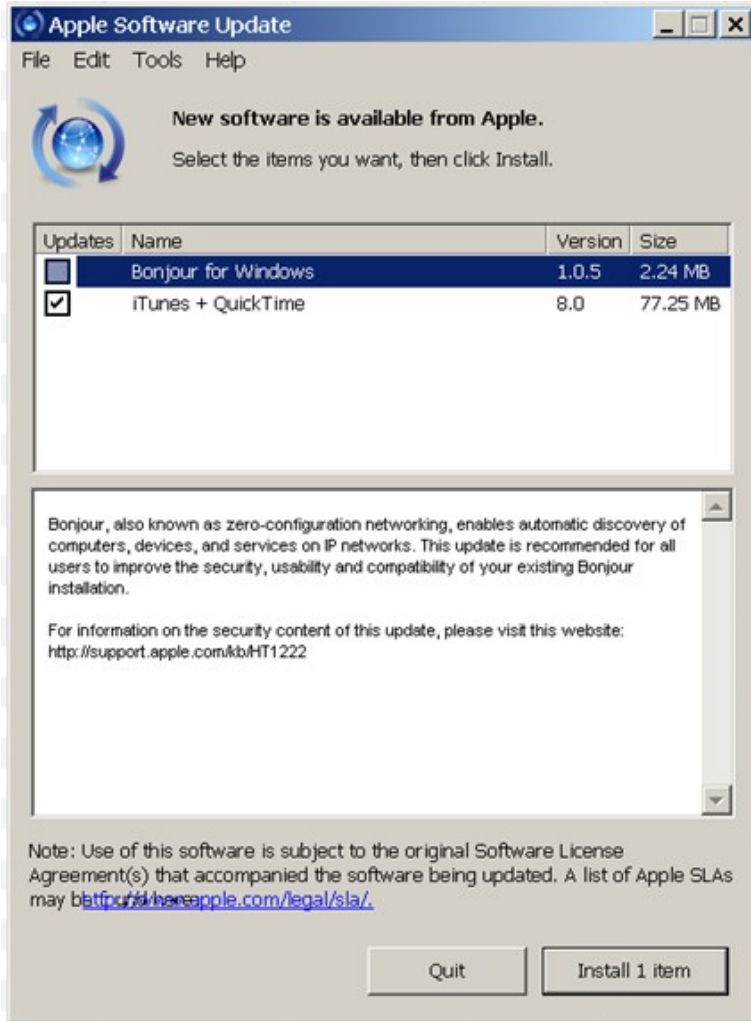 Apple Software Update
File Edit Tools Help
New software is available from Apple.
Select the items you want, then click Install.
Updates Name Version Size
Bonjour for Windows 1.0.5 2.24 MB
iTunes + QuickTime 8.0 77.25 MB
Bonjour, also known as zero-configuration networking, enables automatic discovery of
computers, devices, and services on IP networks. This update is recommended for all
users to improve the security, usability and compatibility of your existing Bonjour
installation.
For information on the security content of this update, please visit this website:
http://support.apple.com/kb/HT1222
Note: Use of this software is subject to the original Software License
Agreement(s) that accompanied the software being updated. A list of Apple SLAs
may apple.com/legal/sla/.
Quit Install 1 item